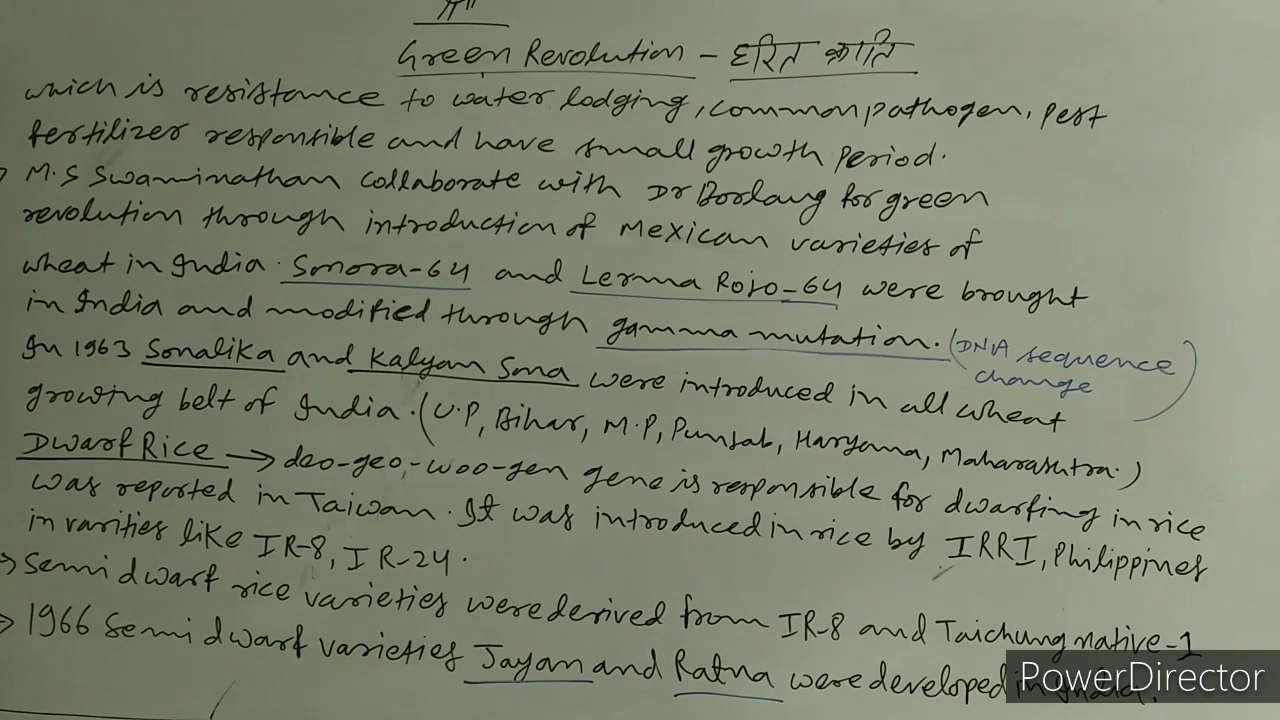 Green Revolution - हरित क्रांति
which is resistance to water lodging, common pathogen, pest
fertilizer responsible and have small growth period.
M.S Swaminathan collaborate with Dr Borlaug for green
revolution through introduction of Mexican varieties of
wheat in India. Sonora-64 and Lerma Rojo-64 were brought
in India and modified through gamma mutation. (DNA sequence change)
In 1963 Sonalika and Kalyan Sona were introduced in all wheat
growing belt of India. (U.P, Bihar, M.P, Punjab, Haryana, Maharashtra.)
Dwarf Rice → deo-geo-woo-gen gene is responsible for dwarfing in rice
was reported in Taiwan. It was introduced in rice by IRRI, Philippines
in varities like IR-8, IR-24.
→ Semi dwarf rice varieties were derived from IR-8 and Taichung native-1
→ 1966 Semi dwarf varieties Jayan and Ratna were developed in India.
PowerDirector